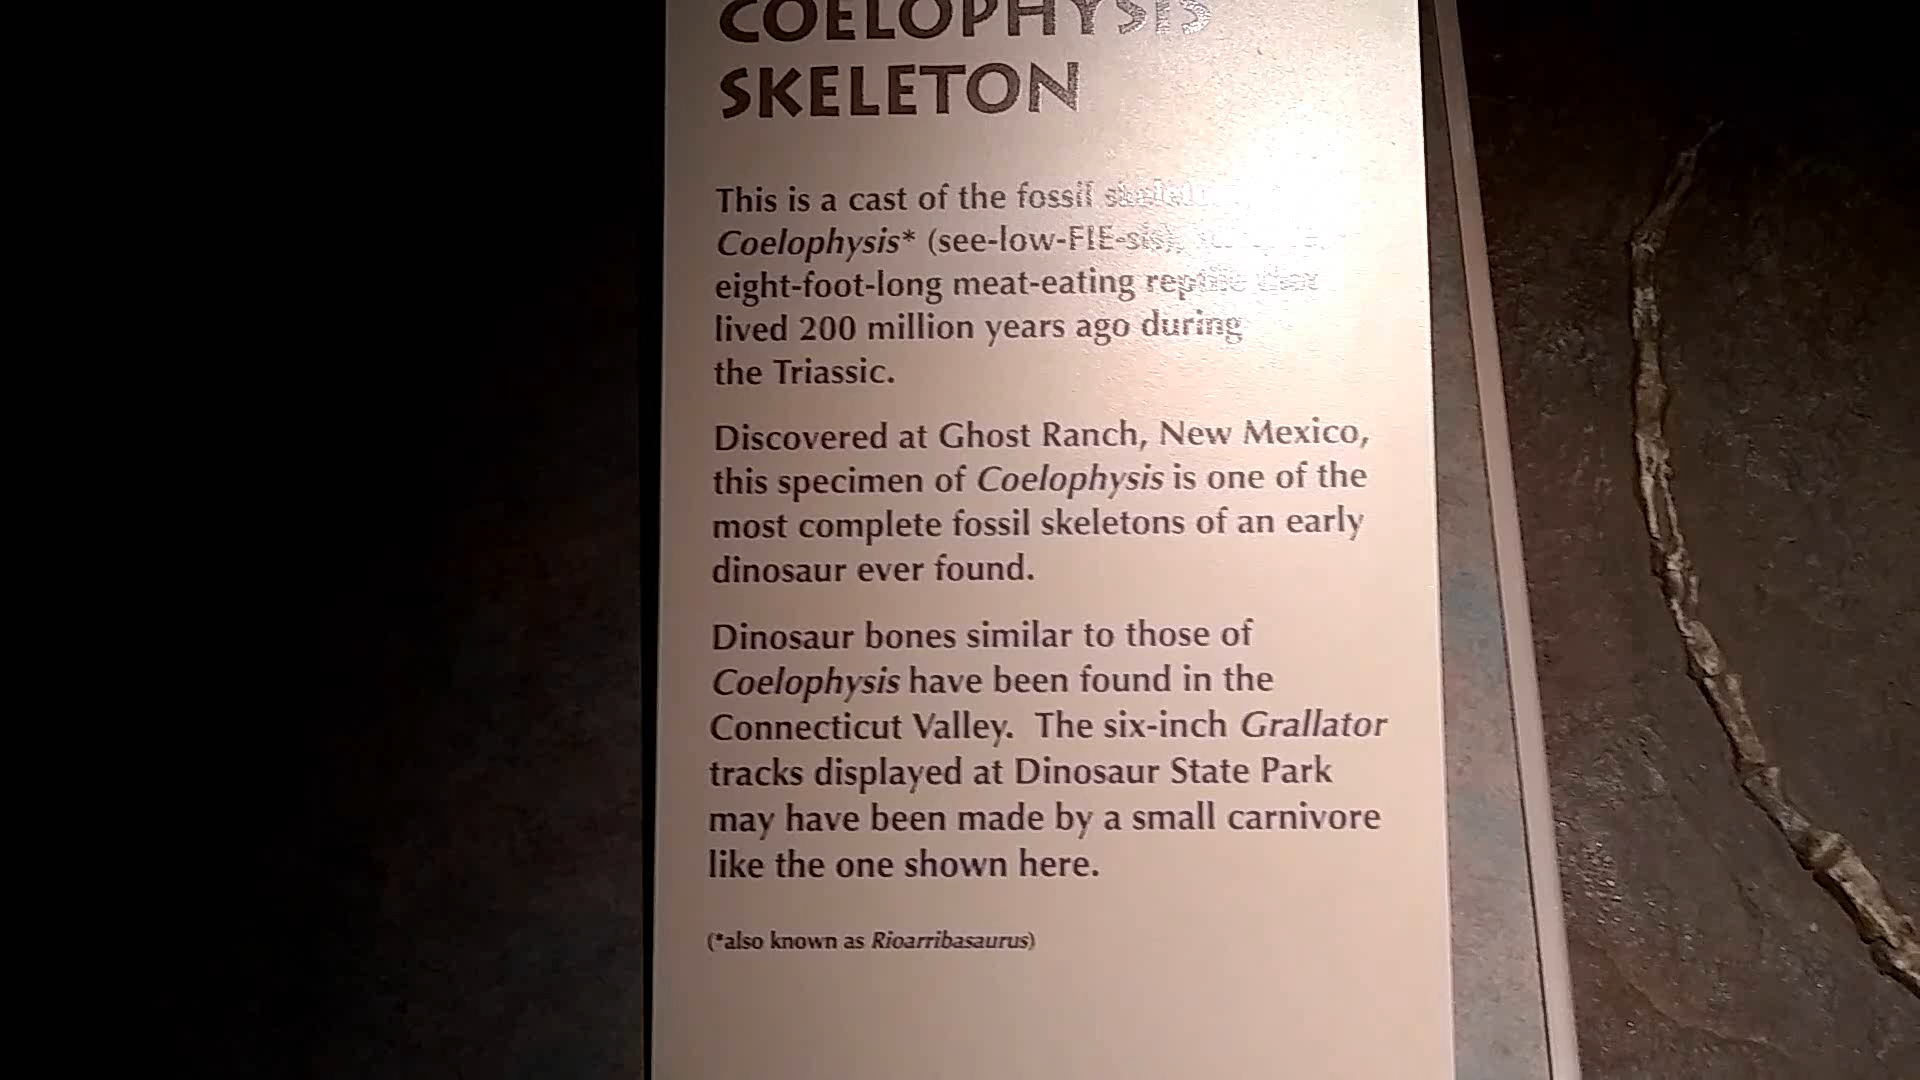 COELOPHYSIS
SKELETON
This is a cast of the fossil
Coelophysis* (see-low-FIE-sis),
eight-foot-long meat-eating reptile that
lived 200 million years ago during
the Triassic.
Discovered at Ghost Ranch, New Mexico,
this specimen of Coelophysis is one of the
most complete fossil skeletons of an early
dinosaur ever found.
Dinosaur bones similar to those of
Coelophysis have been found in the
Connecticut Valley. The six-inch Grallator
tracks displayed at Dinosaur State Park
may have been made by a small carnivore
like the one shown here.
(*also known as Rioarribasaurus)